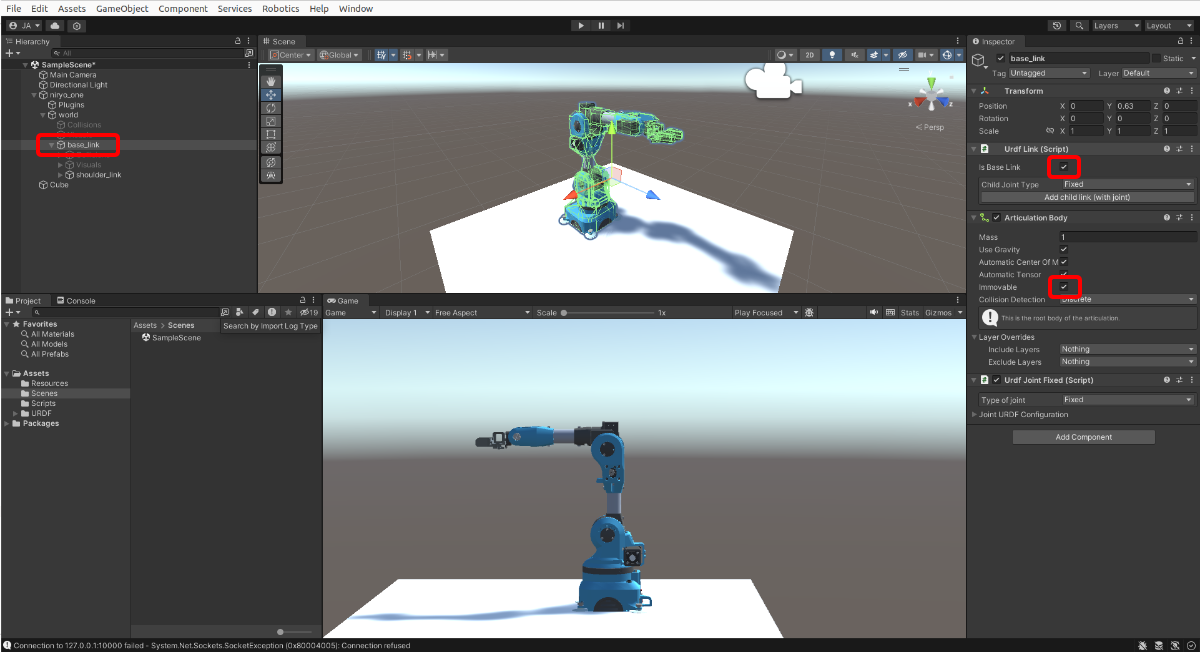 File Edit Assets GameObject Component Services Robotics Help Window
JA Layers Layout
Hierarchy
All
SampleScene*
Main Camera
Directional Light
niryo_one
Plugins
world
Collisions
base_link
Visuals
shoulder_link
Cube
Scene
Center Global 2D
Persp
Inspector
base_link Static
Tag Untagged Layer Default
Transform
Position X 0 Y 0.63 Z 0
Rotation X 0 Y 0 Z 0
Scale X 1 Y 1 Z 1
Urdf Link (Script)
Is Base Link
Child Joint Type Fixed
Add child link (with joint)
Articulation Body
Mass 1
Use Gravity
Automatic Center Of M
Automatic Tensor
Immovable
Collision Detection Discrete
This is the root body of the articulation.
Layer Overrides
Include Layers Nothing
Exclude Layers Nothing
Urdf Joint Fixed (Script)
Type of joint Fixed
Joint URDF Configuration
Add Component
Project Console
19
Search by Import Log Type
Favorites
All Materials
All Models
All Prefabs
Assets
Resources
Scenes
Scripts
URDF
Packages
Assets > Scenes
SampleScene
Game
Game Display 1 Free Aspect Scale 1x Play Focused Stats Gizmos
Connection to 127.0.0.1:10000 failed - System.Net.Sockets.SocketException (0x80004005): Connection refused